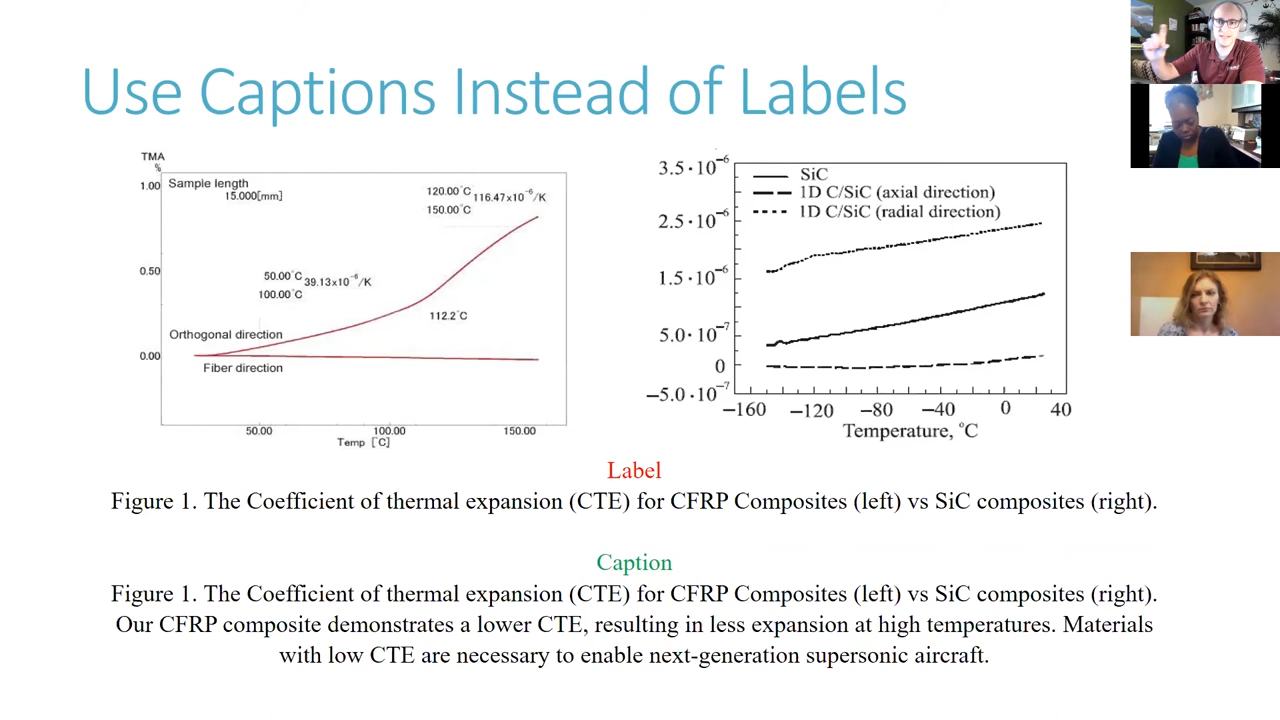 Use Captions Instead of Labels
TMA
%
1.00
Sample length
15.000[mm]
120.00°C
116.47x10⁻⁶/K
150.00°C
0.50
50.00°C
39.13x10⁻⁶/K
100.00°C
112.2°C
Orthogonal direction
0.00
Fiber direction
50.00
100.00
150.00
Temp [°C]
3.5·10⁻⁶
SiC
1D C/SiC (axial direction)
1D C/SiC (radial direction)
2.5·10⁻⁶
1.5·10⁻⁶
5.0·10⁻⁷
0
−5.0·10⁻⁷
−160 −120 −80 −40 0 40
Temperature, °C
Label
Figure 1. The Coefficient of thermal expansion (CTE) for CFRP Composites (left) vs SiC composites (right).
Caption
Figure 1. The Coefficient of thermal expansion (CTE) for CFRP Composites (left) vs SiC composites (right).
Our CFRP composite demonstrates a lower CTE, resulting in less expansion at high temperatures. Materials
with low CTE are necessary to enable next-generation supersonic aircraft.